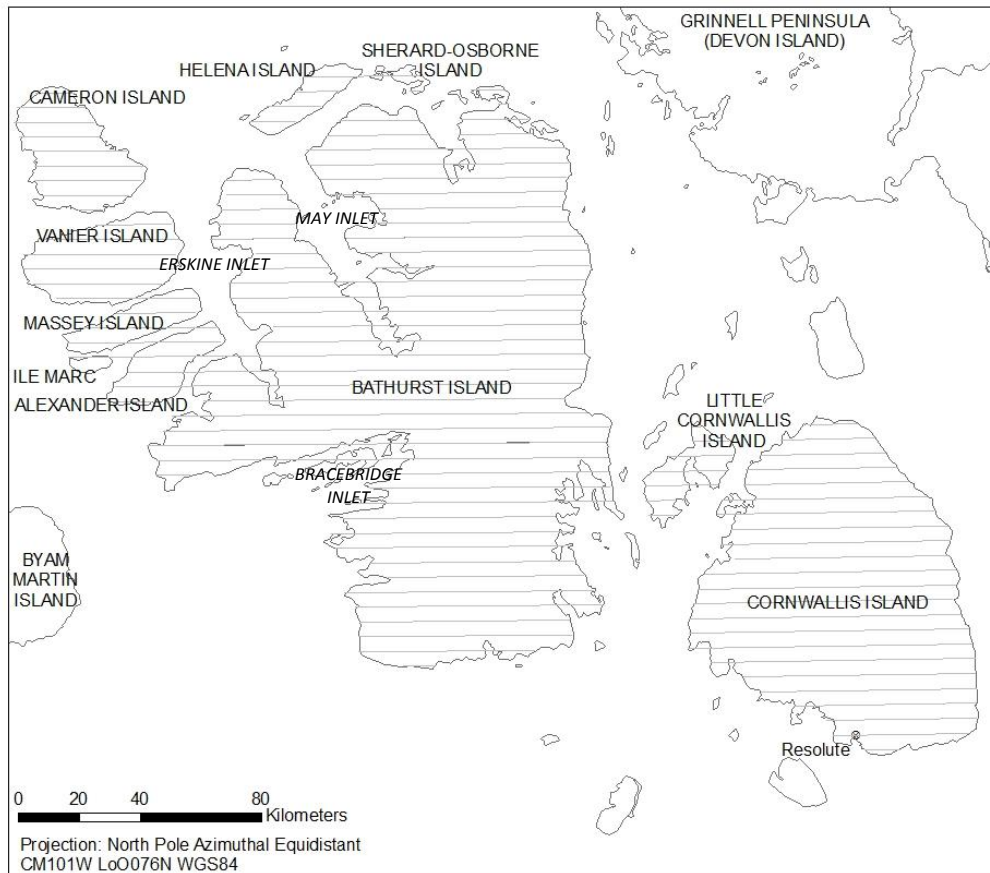 GRINNELL PENINSULA
(DEVON ISLAND)
SHERARD-OSBORNE
ISLAND
HELENA ISLAND
CAMERON ISLAND
MAY INLET
VANIER ISLAND
ERSKINE INLET
MASSEY ISLAND
ILE MARC
BATHURST ISLAND
ALEXANDER ISLAND
LITTLE
CORNWALLIS
ISLAND
BRACEBRIDGE
INLET
BYAM
MARTIN
ISLAND
CORNWALLIS ISLAND
Resolute
0 20 40 80
Kilometers
Projection: North Pole Azimuthal Equidistant
CM101W LoO076N WGS84